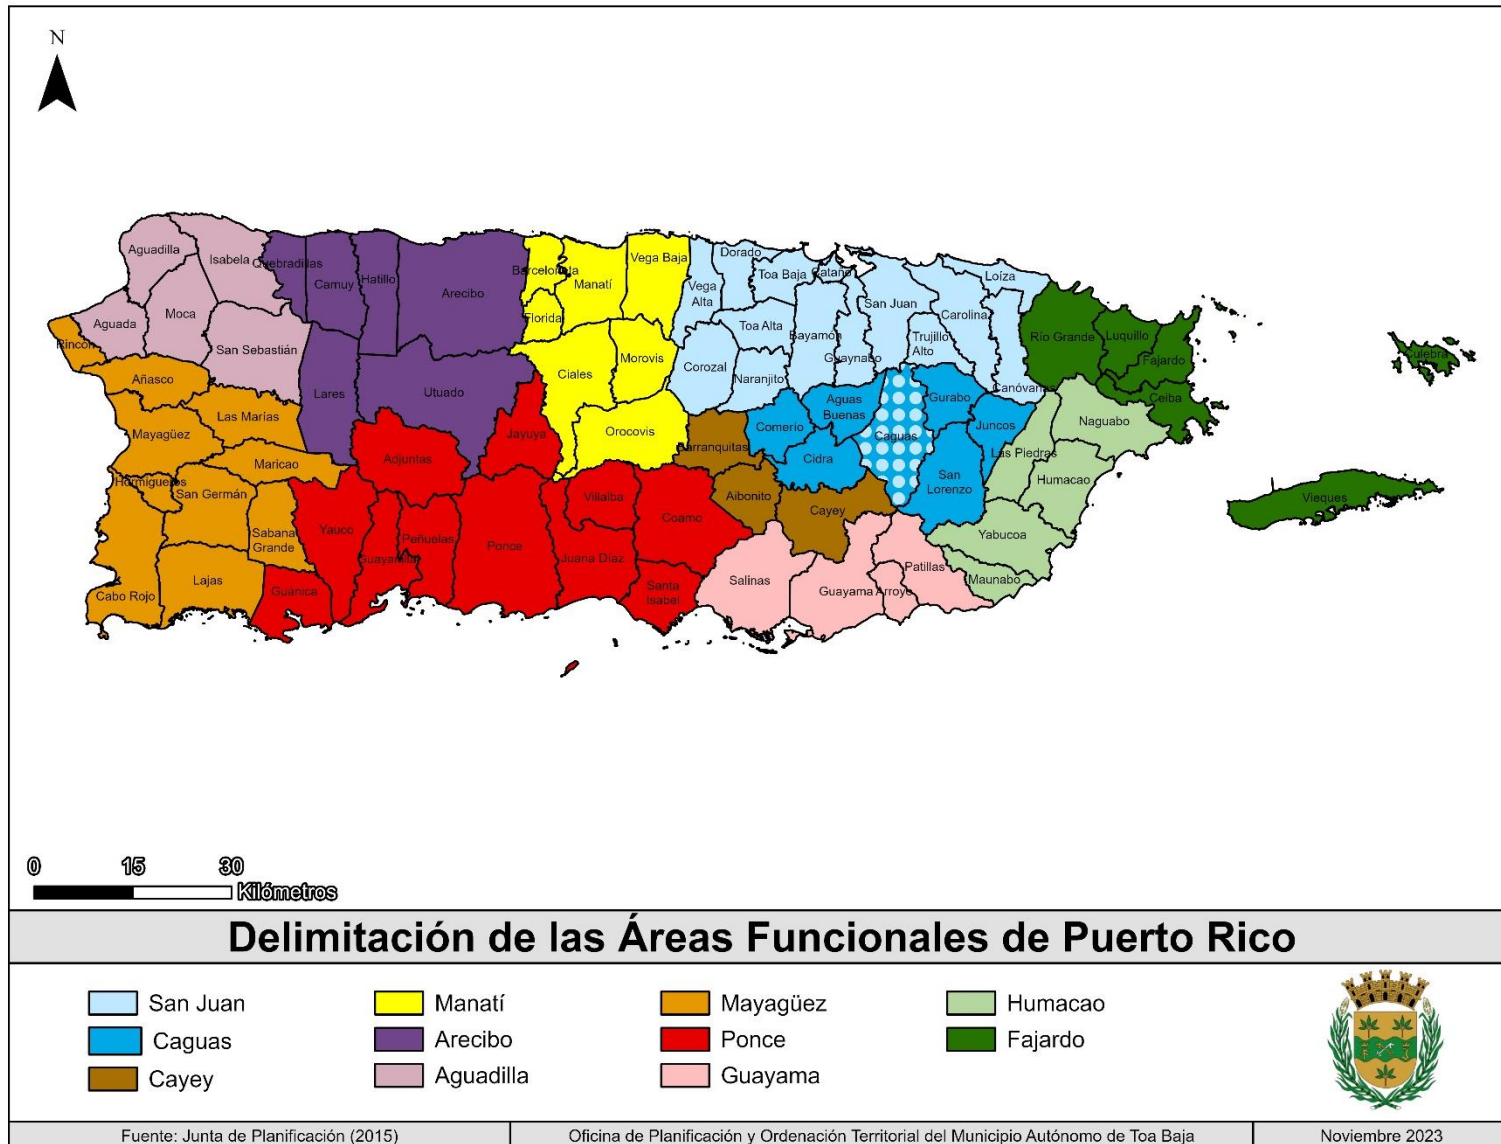 N
Aguadilla
Isabela
Quebradillas
Camuy
Hatillo
Arecibo
Barceloneta
Manatí
Vega Baja
Vega
Alta
Dorado
Toa Baja
Cataño
San Juan
Carolina
Loíza
Aguada
Moca
San Sebastián
Florida
Toa Alta
Bayamón
Guaynabo
Trujillo
Alto
Canóvanas
Río Grande
Luquillo
Fajardo
Ceiba
Culebra
Rincón
Añasco
Las Marías
Lares
Utuado
Ciales
Morovis
Corozal
Naranjito
Mayagüez
Maricao
Adjuntas
Jayuya
Orocovis
Barranquitas
Comerio
Aguas
Buenas
Caguas
Gurabo
Juncos
Las Piedras
Naguabo
Hormigueros
San Germán
Sabana
Grande
Yauco
Guayanilla
Peñuelas
Ponce
Villalba
Juana Díaz
Coamo
Aibonito
Cidra
Cayey
San
Lorenzo
Humacao
Vieques
Cabo Rojo
Lajas
Guánica
Santa
Isabel
Salinas
Guayama
Arroyo
Patillas
Yabucoa
Maunabo
0 15 30
Kilómetros
Delimitación de las Áreas Funcionales de Puerto Rico
San Juan
Manatí
Mayagüez
Humacao
Caguas
Arecibo
Ponce
Fajardo
Cayey
Aguadilla
Guayama
Fuente: Junta de Planificación (2015)
Oficina de Planificación y Ordenación Territorial del Municipio Autónomo de Toa Baja
Noviembre 2023